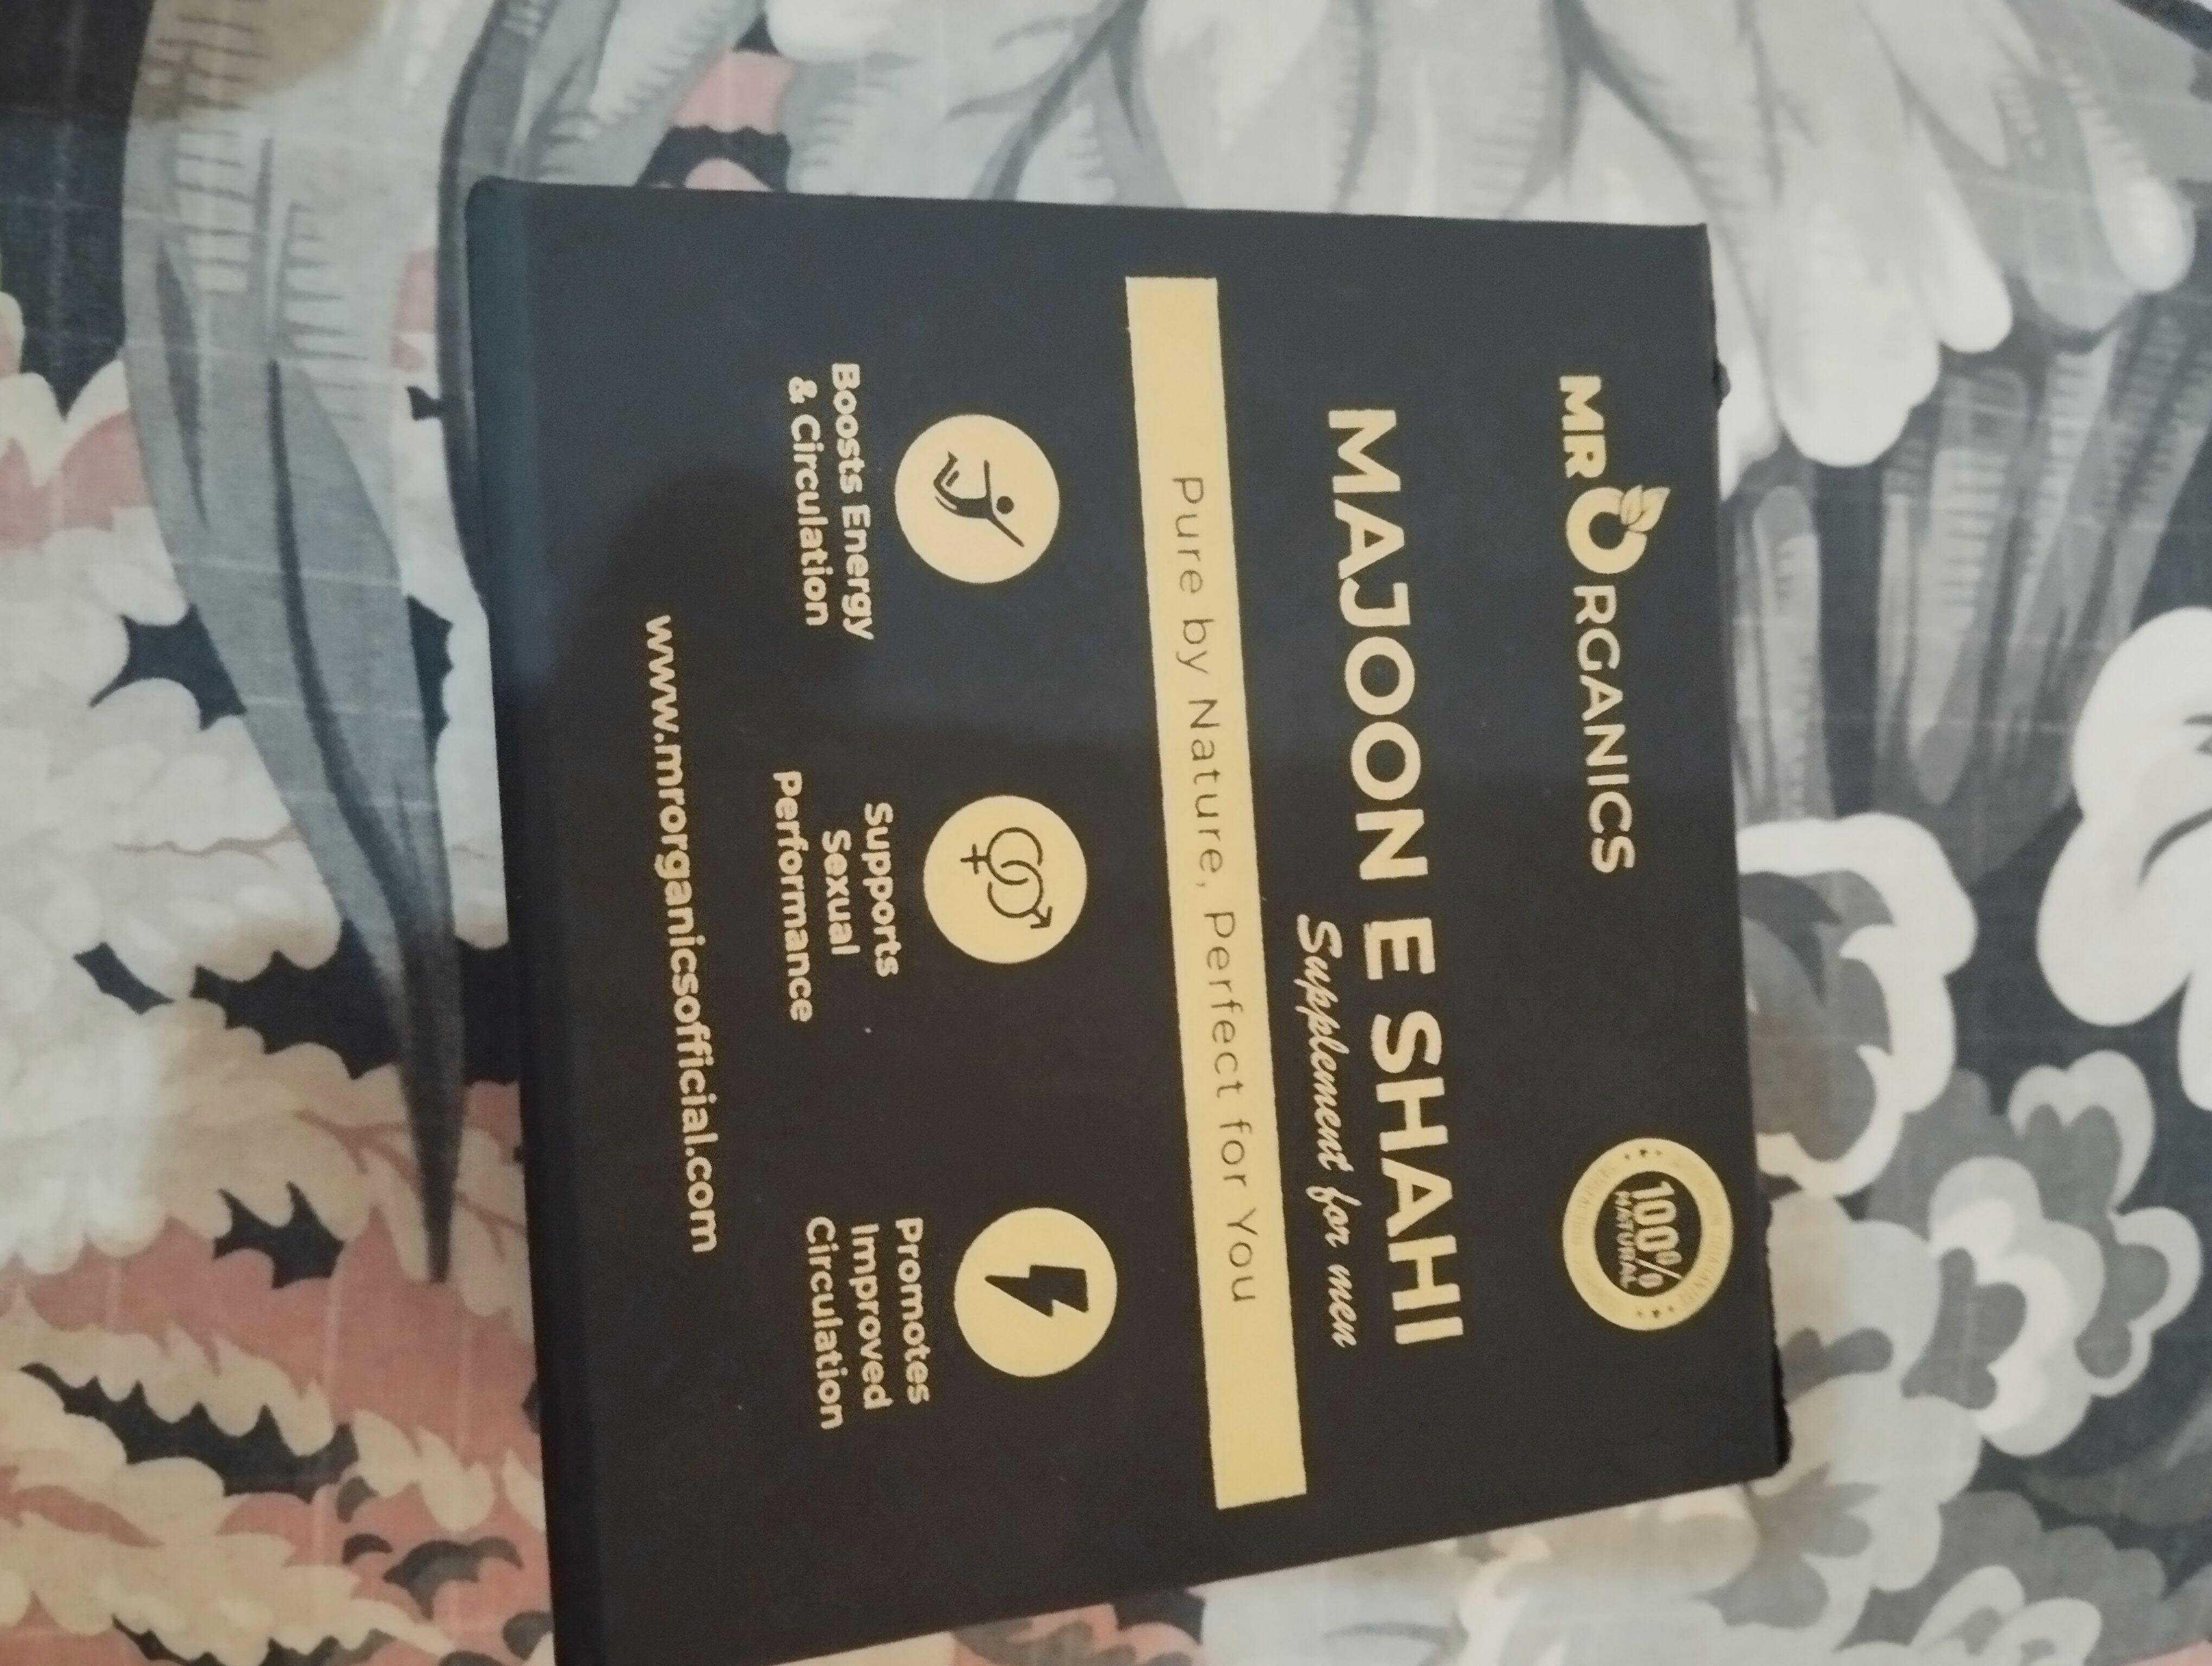 MR ORGANICS
100%
NATURAL
MAJOON E SHAHI
Supplement for men
Pure by Nature, Perfect for You
Boosts Energy
& Circulation
Supports
Sexual
Performance
Promotes
Improved
Circulation
www.mrorganicsofficial.com